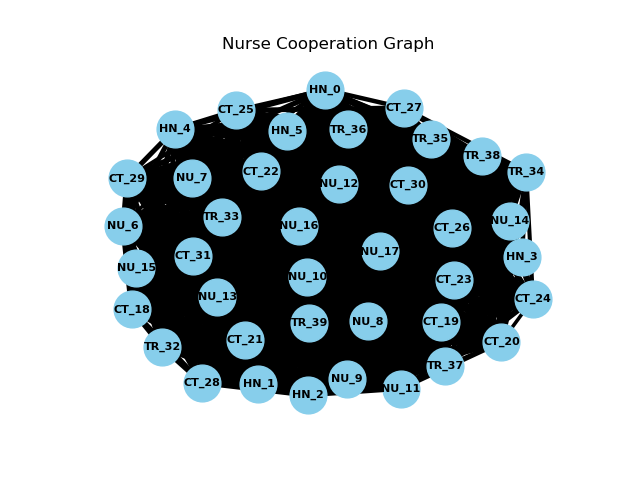 Nurse Cooperation Graph
HN_0
CT_25
CT_27
HN_4
HN_5
TR_36
TR_35
TR_38
CT_29
NU_7
CT_22
NU_12
CT_30
TR_34
NU_6
TR_33
NU_16
CT_26
NU_14
NU_15
CT_31
NU_17
HN_3
NU_10
CT_23
CT_18
NU_13
CT_24
TR_39
NU_8
CT_19
TR_32
CT_21
CT_20
CT_28
HN_1
HN_2
NU_9
NU_11
TR_37